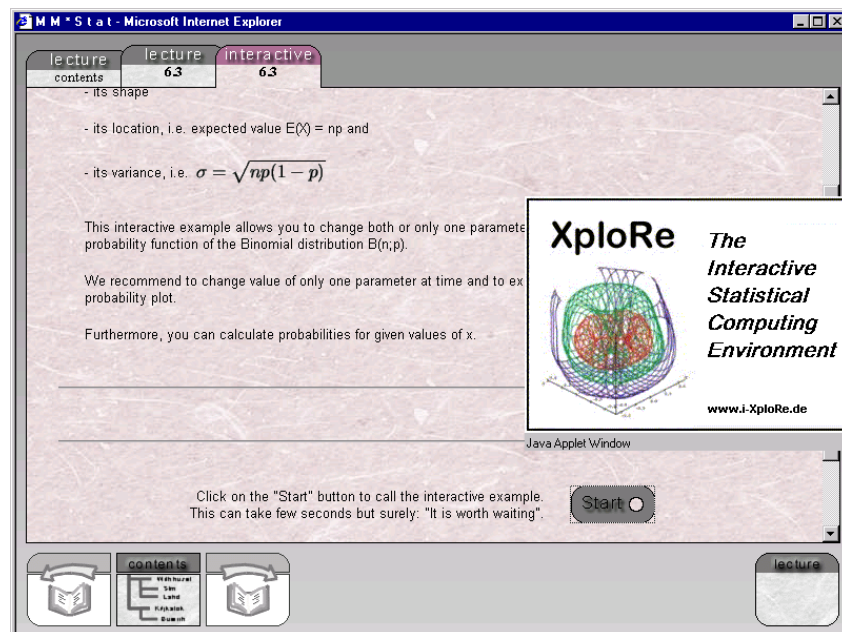 M M * S t a t - Microsoft Internet Explorer
lecture
contents
lecture
6.3
interactive
6.3
- its shape
- its location, i.e. expected value E(X) = np and
- its variance, i.e. σ = √np(1 − p)
This interactive example allows you to change both or only one paramete
probability function of the Binomial distribution B(n;p).
We recommend to change value of only one parameter at time and to ex
probability plot.
Furthermore, you can calculate probabilities for given values of x.
XploRe
The
Interactive
Statistical
Computing
Environment
www.i-XploRe.de
Java Applet Window
Click on the "Start" button to call the interactive example.
This can take few seconds but surely: "It is worth waiting".
Start
contents
lecture